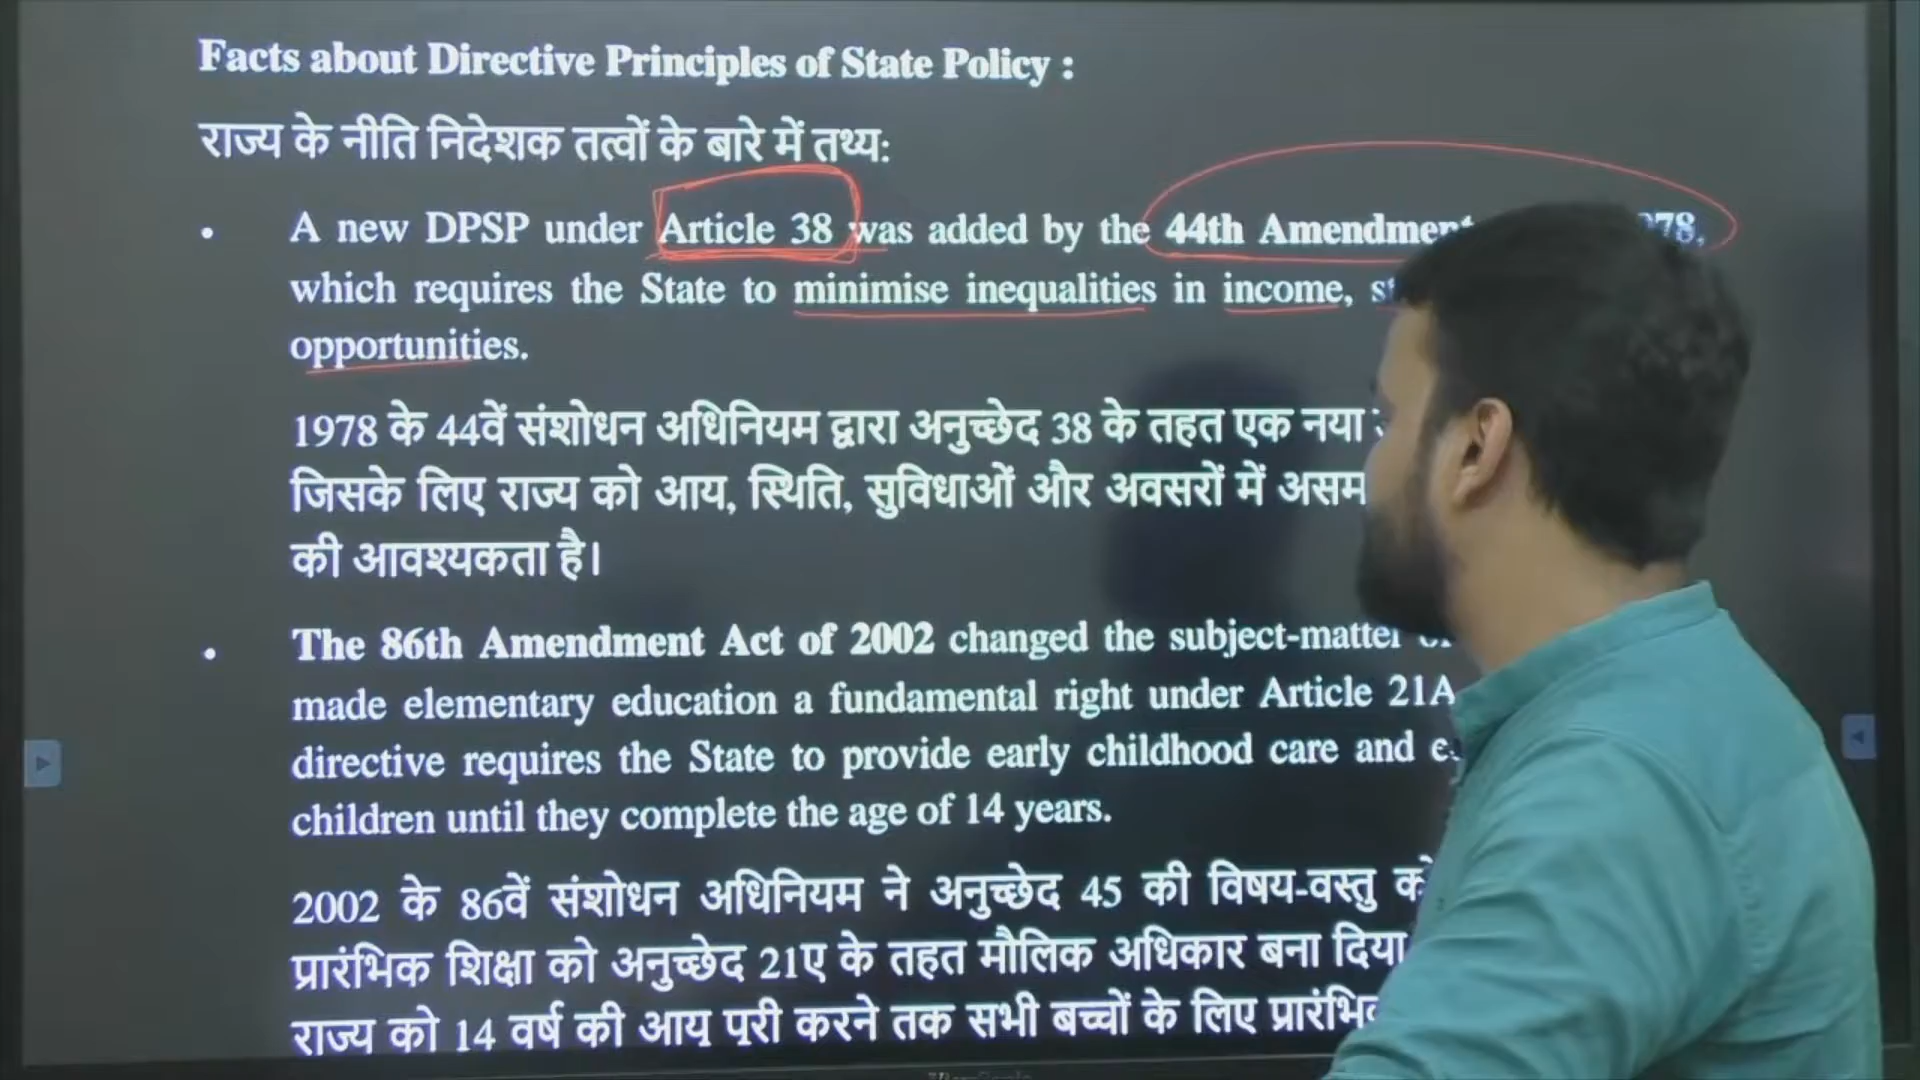 Facts about Directive Principles of State Policy :
राज्य के नीति निदेशक तत्वों के बारे में तथ्य:
• A new DPSP under Article 38 was added by the 44th Amendment
which requires the State to minimise inequalities in income,
opportunities.
1978 के 44वें संशोधन अधिनियम द्वारा अनुच्छेद 38 के तहत एक नया
जिसके लिए राज्य को आय, स्थिति, सुविधाओं और अवसरों में
की आवश्यकता है।
• The 86th Amendment Act of 2002 changed the subject-matter
made elementary education a fundamental right under Article 21A
directive requires the State to provide early childhood care and
children until they complete the age of 14 years.
2002 के 86वें संशोधन अधिनियम ने अनुच्छेद 45 की विषय-वस्तु
प्रारंभिक शिक्षा को अनुच्छेद 21ए के तहत मौलिक अधिकार बना दिया
राज्य को 14 वर्ष की आयु पूरी करने तक सभी बच्चों के लिए